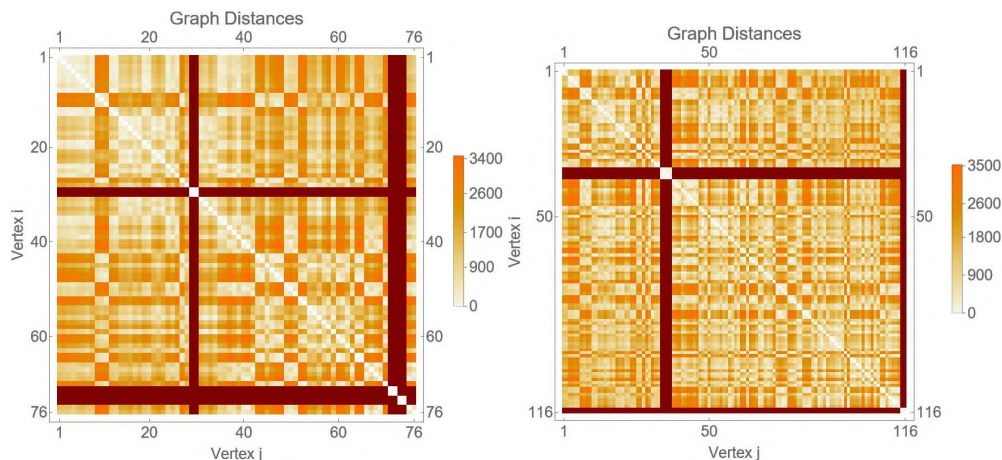 Graph Distances
1 20 40 60 76
1 1
20 20
40 40
60 60
76 76
1 20 40 60 76
Vertex i
Vertex j
3400
2600
1700
900
0
Graph Distances
1 50 116
1 1
50 50
116 116
1 50 116
Vertex i
Vertex j
3500
2600
1800
900
0